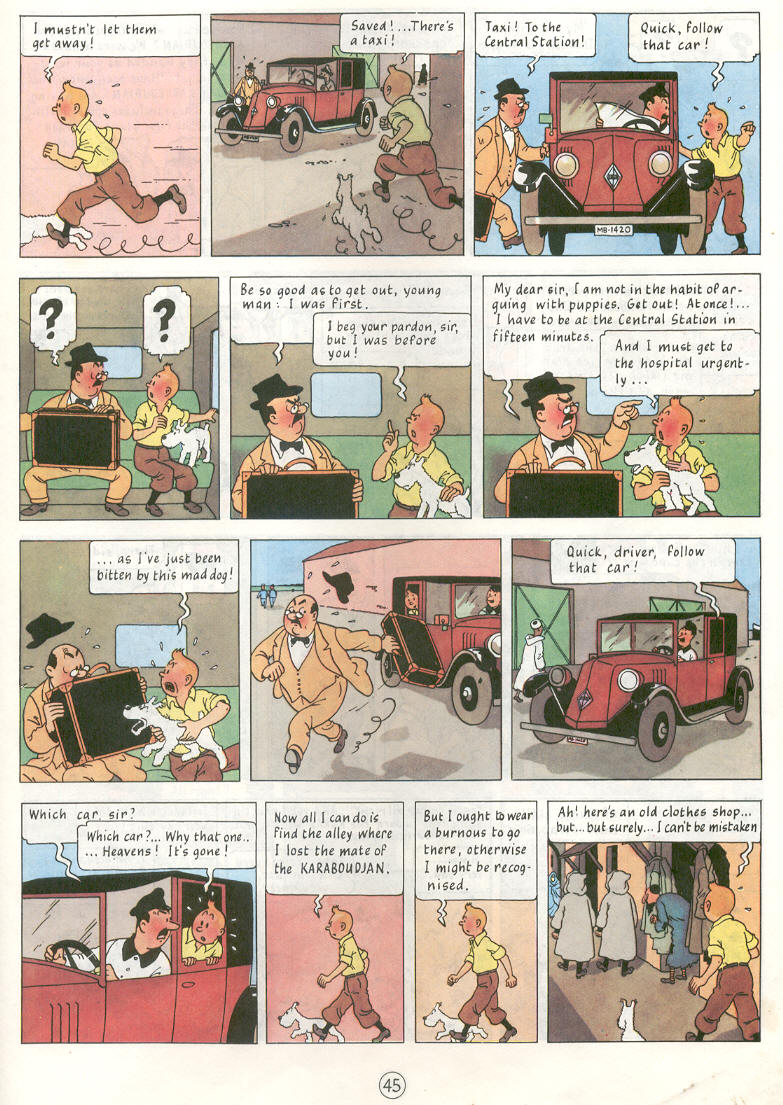 I mustn't let them
get away!
Saved!...There's
a taxi!
Taxi! To the
Central Station!
Quick, follow
that car!
MB-1420
?
?
Be so good as to get out, young
man: I was first.
I beg your pardon, sir,
but I was before
you!
My dear sir, I am not in the habit of ar-
guing with puppies. Get out! At once!...
I have to be at the Central Station in
fifteen minutes.
And I must get to
the hospital urgent-
ly...
... as I've just been
bitten by this mad dog!
Quick, driver, follow
that car!
MB-1420
Which car, sir?
Which car?... Why that one..
... Heavens! It's gone!
Now all I can do is
find the alley where
I lost the mate of
the KARABOUDJAN.
But I ought to wear
a burnous to go
there, otherwise
I might be recog-
nised.
Ah! here's an old clothes shop...
but...but surely... I can't be mistaken
45